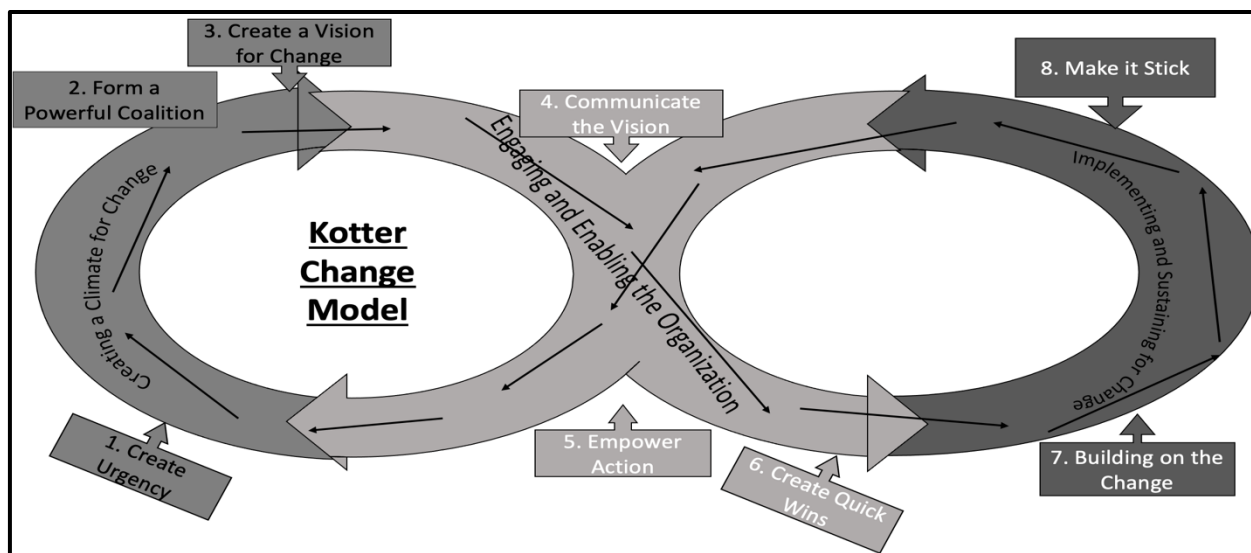 3. Create a Vision
for Change
2. Form a
Powerful Coalition
4. Communicate
the Vision
8. Make it Stick
Creating a Climate for Change
Kotter
Change
Model
Engaging and Enabling the Organization
Implementing and Sustaining for Change
1. Create
Urgency
5. Empower
Action
6. Create Quick
Wins
7. Building on the
Change